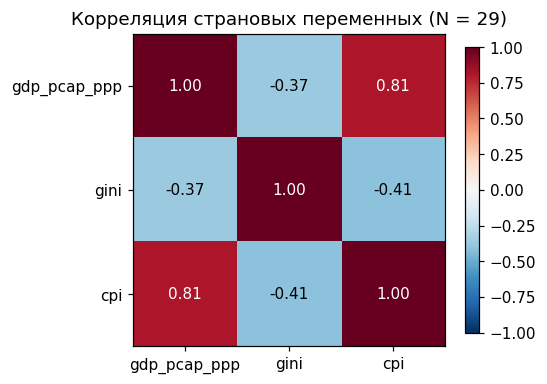 Корреляция страновых переменных (N = 29)
gdp_pcap_ppp 1.00 -0.37 0.81
gini -0.37 1.00 -0.41
cpi 0.81 -0.41 1.00
gdp_pcap_ppp gini cpi
1.00
0.75
0.50
0.25
0.00
−0.25
−0.50
−0.75
−1.00